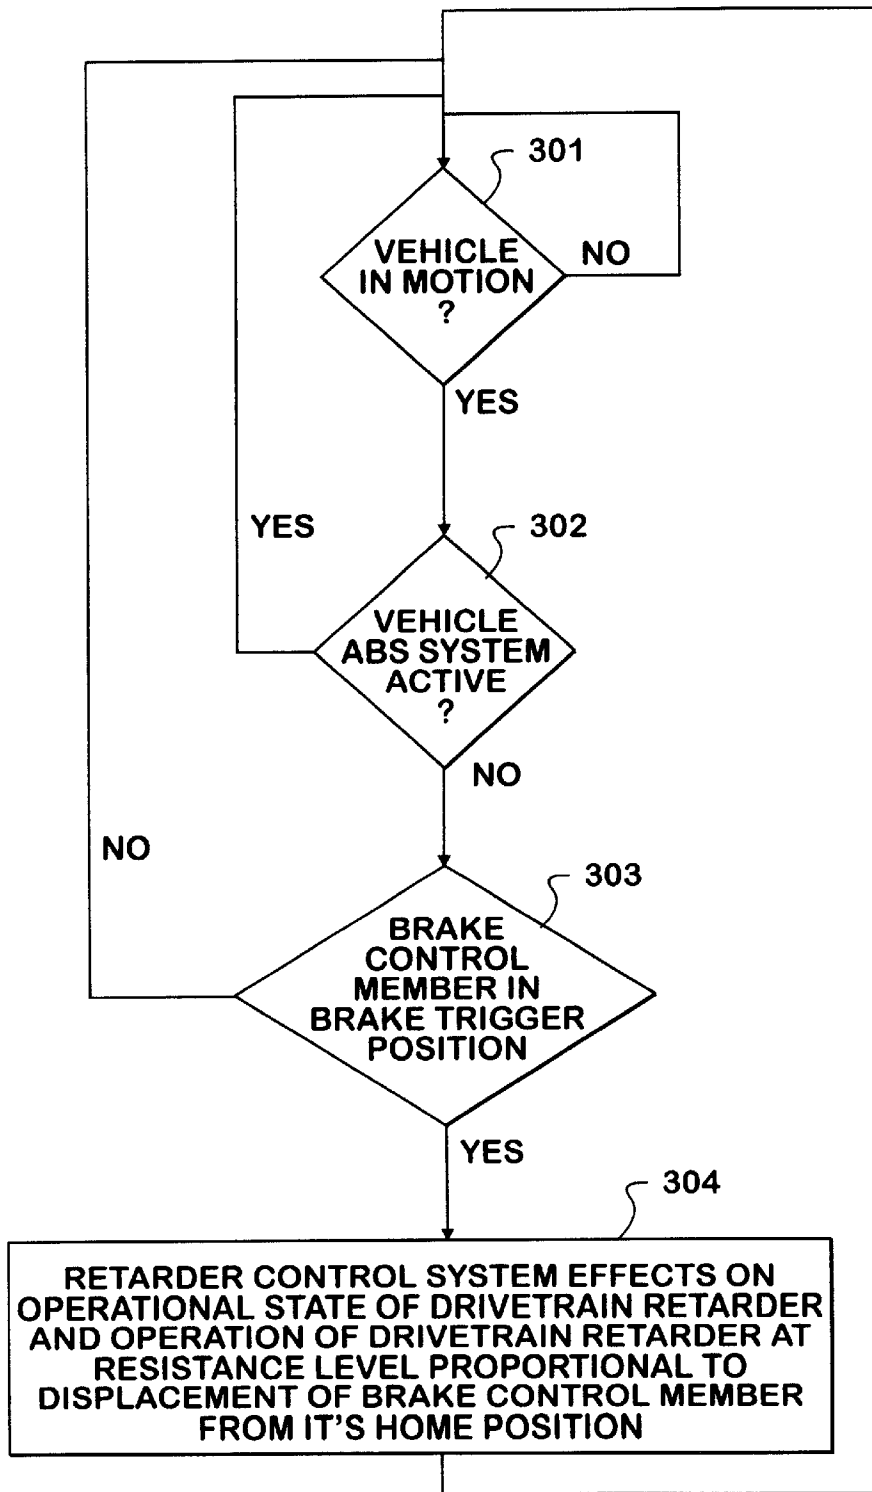 301
VEHICLE
IN MOTION
?
NO
YES
302
YES
VEHICLE
ABS SYSTEM
ACTIVE
?
NO
NO
303
BRAKE
CONTROL
MEMBER IN
BRAKE TRIGGER
POSITION
YES
304
RETARDER CONTROL SYSTEM EFFECTS ON
OPERATIONAL STATE OF DRIVETRAIN RETARDER
AND OPERATION OF DRIVETRAIN RETARDER AT
RESISTANCE LEVEL PROPORTIONAL TO
DISPLACEMENT OF BRAKE CONTROL MEMBER
FROM IT'S HOME POSITION